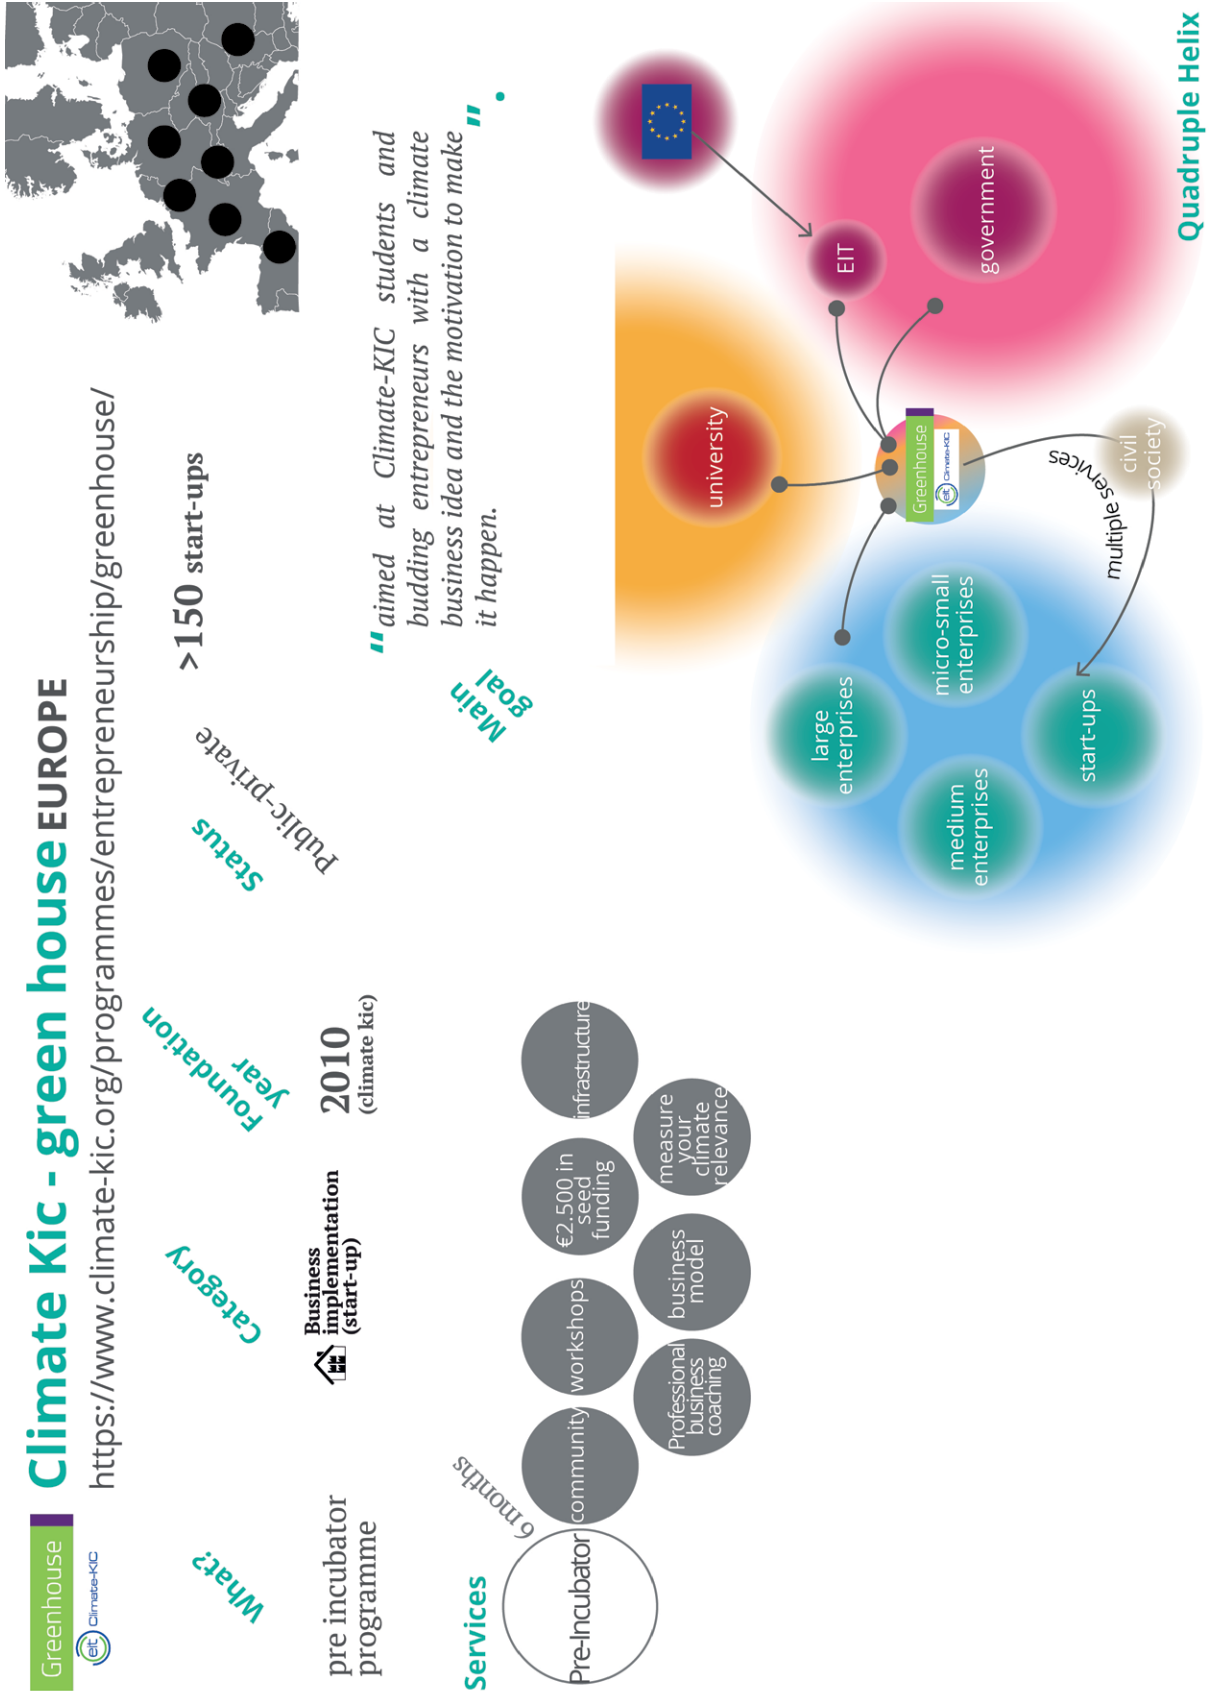 Greenhouse
eit Climate-KIC
Climate Kic - green house EUROPE
https://www.climate-kic.org/programmes/entrepreneurship/greenhouse/
What?
pre incubator
programme
Category
Business
implementation
(start-up)
Foundation
year
2010
(climate kic)
Status
Public-private
>150 start-ups
Main
goal
"aimed at Climate-KIC students and
budding entrepreneurs with a climate
business idea and the motivation to make
it happen.
".
Services
Pre-Incubator
6 months
community
workshops
€2.500 in
seed
funding
infrastructure
Professional
business
coaching
business
model
measure
your
climate
relevance
university
EIT
government
Greenhouse
eit Climate-KIC
large
enterprises
micro-small
enterprises
medium
enterprises
start-ups
multiple services
civil
society
Quadruple Helix